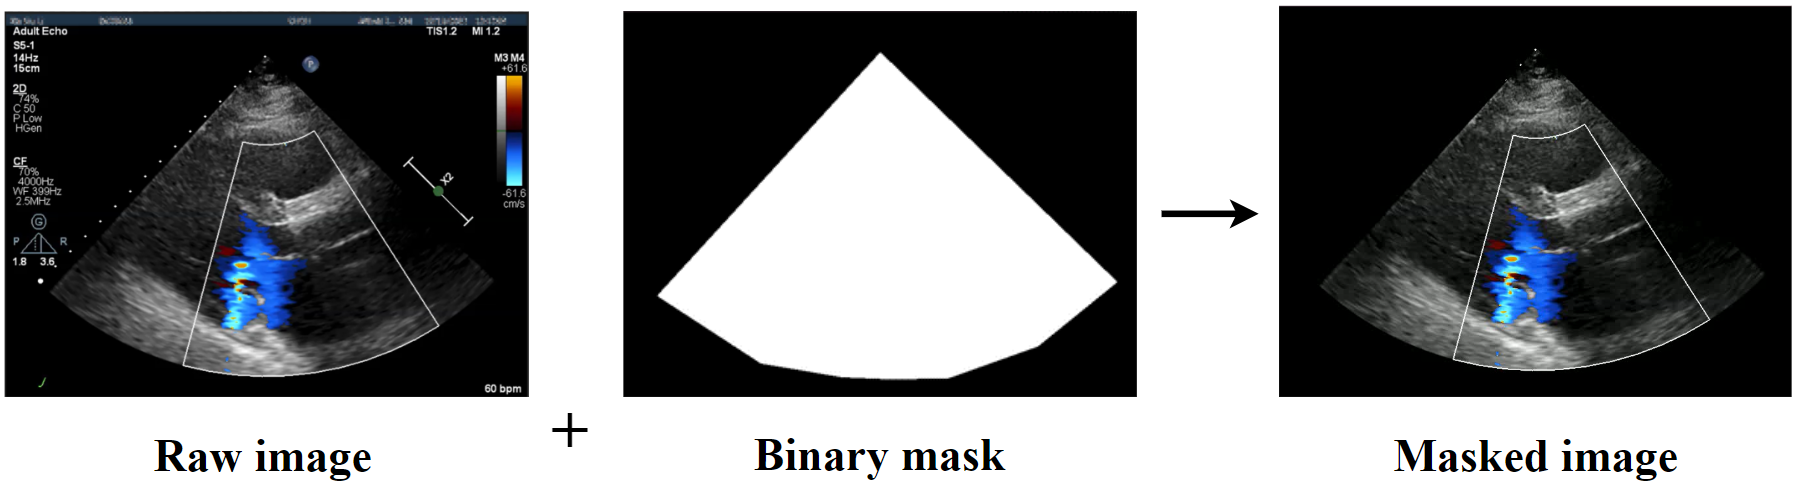 Adult Echo
TIS1.2 MI 1.2
S5-1
14Hz
15cm
2D
74%
C 50
P Low
HGen
CF
70%
4000Hz
WF 399Hz
2.5MHz
G
P R
1.8 3.6
P
M3 M4
+61.6
-61.6
cm/s
X2
60 bpm
+
Raw image
Binary mask
Masked image